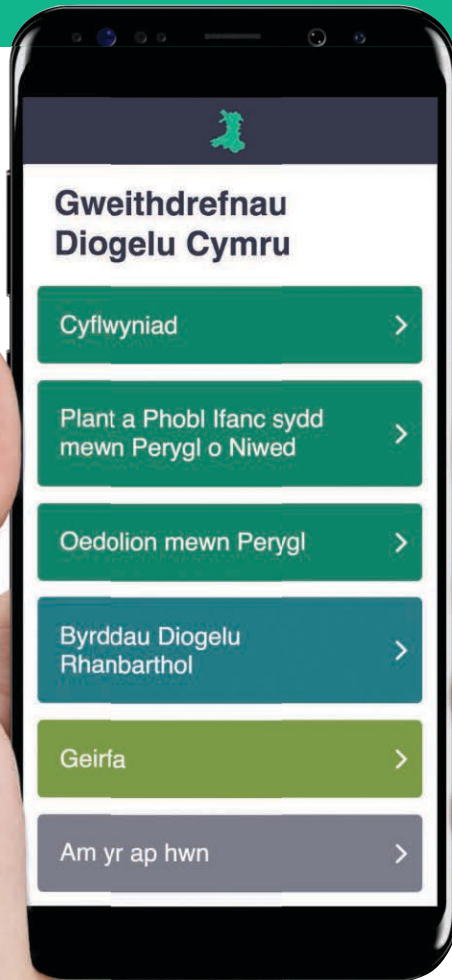 Gweithdrefnau
Diogelu Cymru
Cyflwyniad
Plant a Phobl Ifanc sydd
mewn Perygl o Niwed
Oedolion mewn Perygl
Byrddau Diogelu
Rhanbarthol
Geirfa
Am yr ap hwn